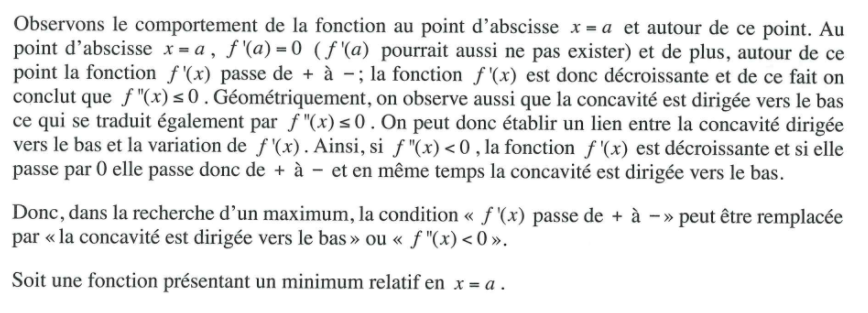 Observons le comportement de la fonction au point d’abscisse x = a et autour de ce point. Au
point d’abscisse x = a , f '(a) = 0 ( f '(a) pourrait aussi ne pas exister) et de plus, autour de ce
point la fonction f '(x) passe de + à − ; la fonction f '(x) est donc décroissante et de ce fait on
conclut que f "(x) ≤ 0 . Géométriquement, on observe aussi que la concavité est dirigée vers le bas
ce qui se traduit également par f "(x) ≤ 0 . On peut donc établir un lien entre la concavité dirigée
vers le bas et la variation de f '(x) . Ainsi, si f "(x) < 0 , la fonction f '(x) est décroissante et si elle
passe par 0 elle passe donc de + à − et en même temps la concavité est dirigée vers le bas.
Donc, dans la recherche d’un maximum, la condition « f '(x) passe de + à − » peut être remplacée
par « la concavité est dirigée vers le bas » ou « f "(x) < 0 ».
Soit une fonction présentant un minimum relatif en x = a .